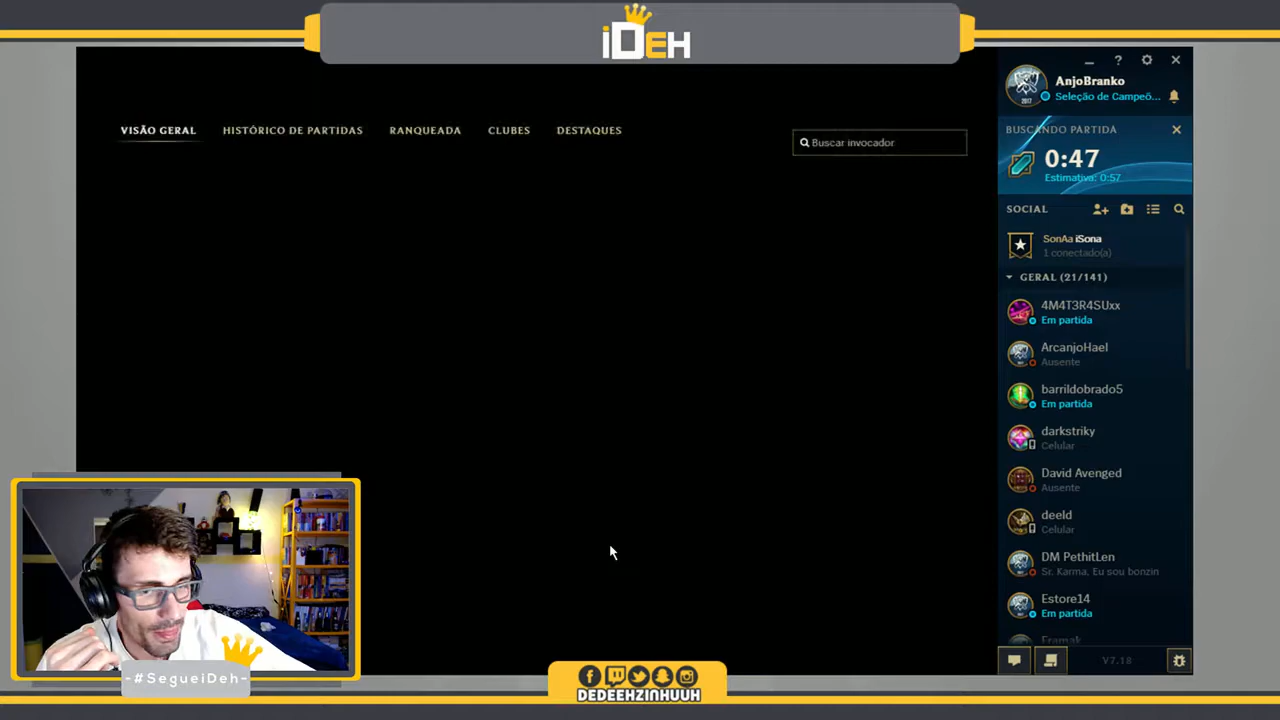 iDEH
VISÃO GERAL
HISTÓRICO DE PARTIDAS
RANQUEADA
CLUBES
DESTAQUES
Buscar invocador
?
AnjoBranko
Seleção de Campeõ...
BUSCANDO PARTIDA
0:47
Estimativa: 0:57
SOCIAL
SonAa iSona
1 conectado(a)
GERAL (21/141)
4M4T3R4SUxx
Em partida
ArcanjoHael
Ausente
barrildobrado5
Em partida
darkstriky
Celular
David Avenged
Ausente
deeld
Celular
DM PethitLen
Sr. Karma, Eu sou bonzin
Estore14
Em partida
Framak
V7.18
-#SegueiDeh-
DEDEEHZINHUUH